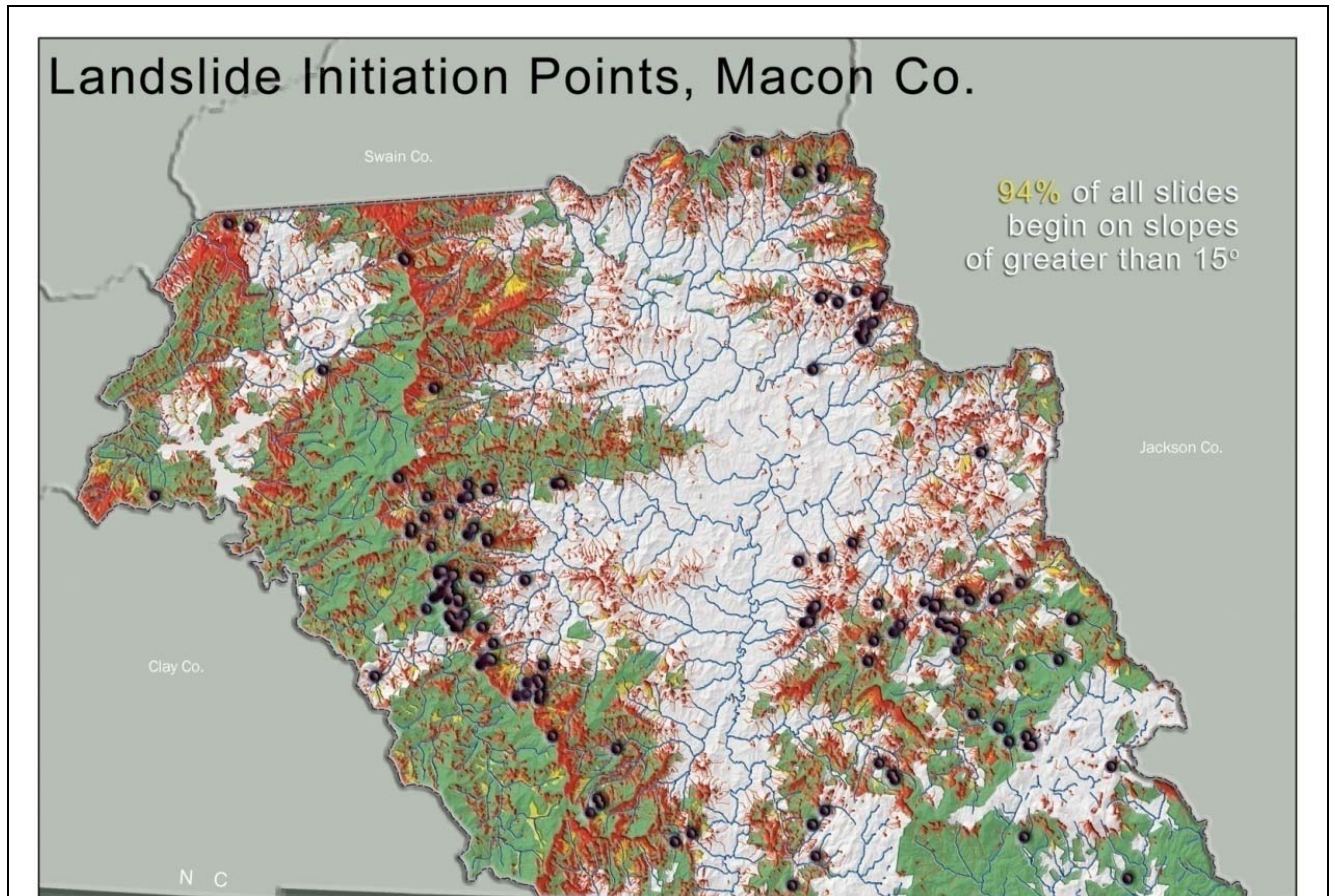 Landslide Initiation Points, Macon Co.
Swain Co.
94% of all slides
begin on slopes
of greater than 15º
Jackson Co.
Clay Co.
N C